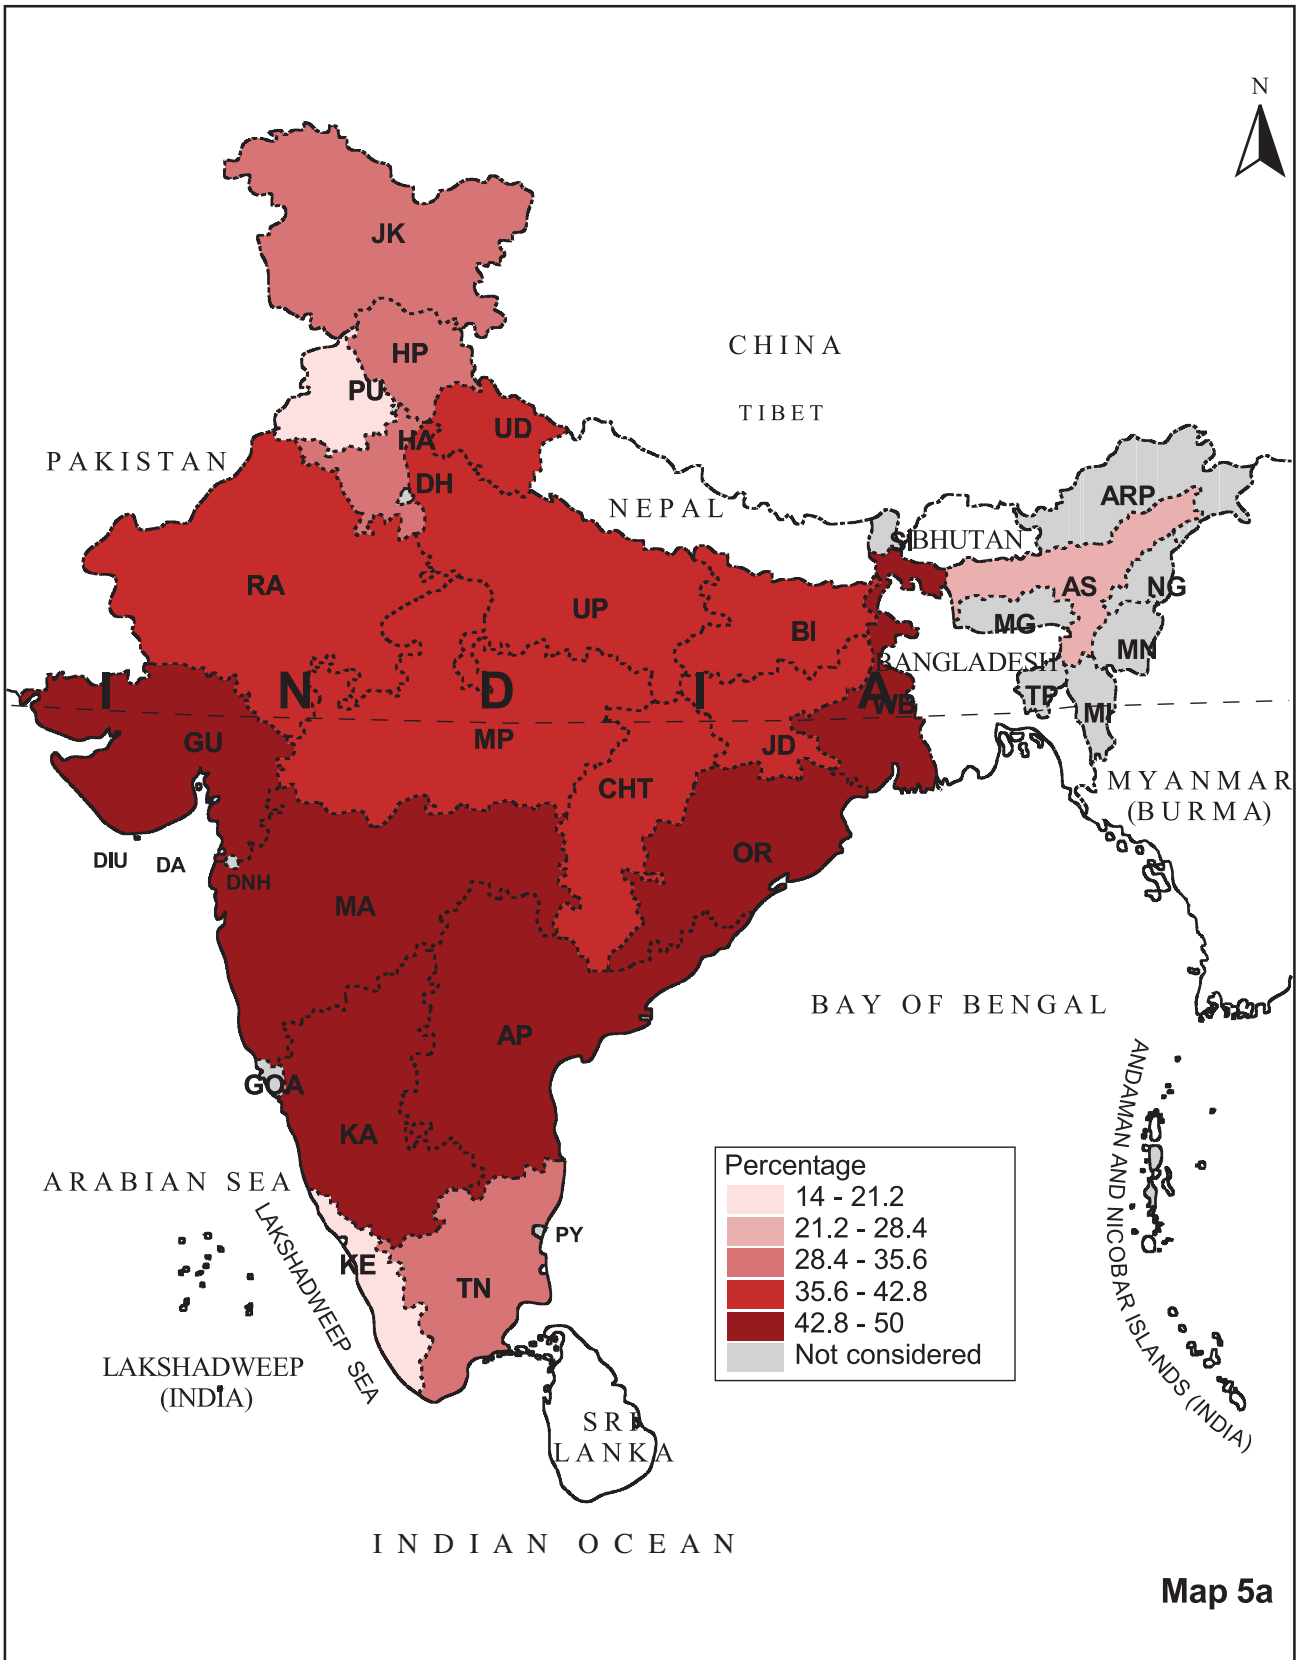 N
JK
CHINA
HP
PU
TIBET
UD
HA
PAKISTAN
DH
ARP
NEPAL
SI
BHUTAN
RA
AS
NG
UP
BI
MG
MN
BANGLADESH
I N D I A
TP
WB
MI
GU
MP
JD
MYANMAR
(BURMA)
CHT
OR
DIU
DA
DNH
MA
BAY OF BENGAL
AP
GOA
KA
ANDAMAN AND NICOBAR ISLANDS (INDIA)
ARABIAN SEA
LAKSHADWEEP SEA
PY
KE
TN
Percentage
14 - 21.2
21.2 - 28.4
28.4 - 35.6
35.6 - 42.8
42.8 - 50
Not considered
LAKSHADWEEP
(INDIA)
SRI
LANKA
INDIAN OCEAN
Map 5a